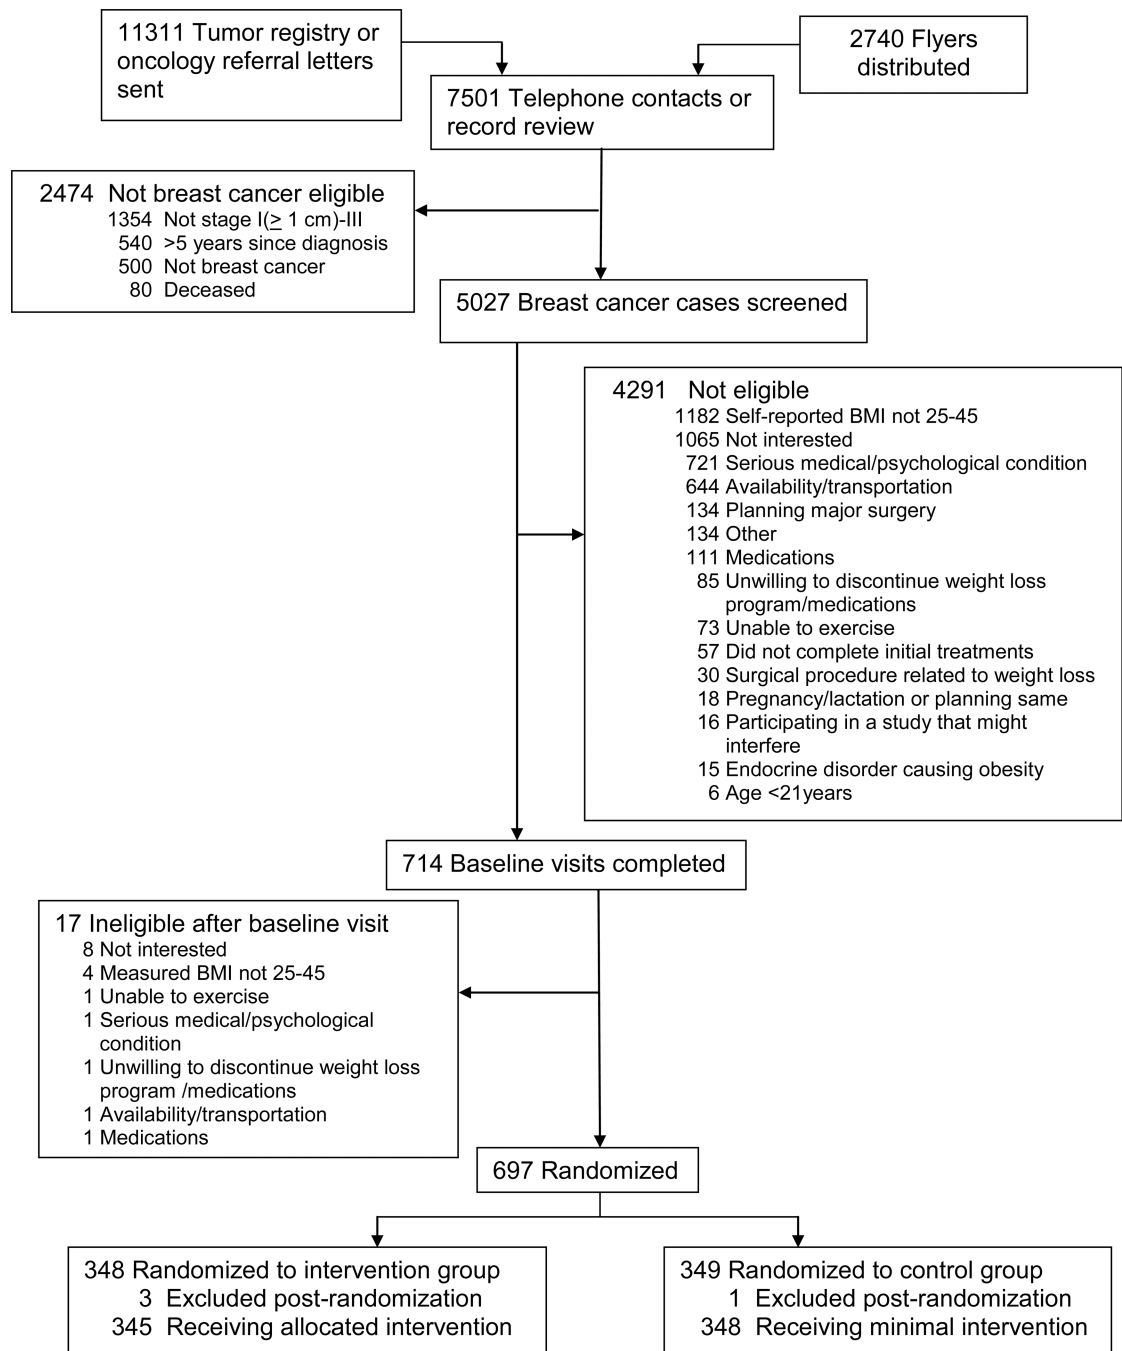 11311 Tumor registry or
oncology referral letters
sent
2740 Flyers
distributed
7501 Telephone contacts or
record review
2474 Not breast cancer eligible
1354 Not stage I(≥ 1 cm)-III
540 >5 years since diagnosis
500 Not breast cancer
80 Deceased
5027 Breast cancer cases screened
4291 Not eligible
1182 Self-reported BMI not 25-45
1065 Not interested
721 Serious medical/psychological condition
644 Availability/transportation
134 Planning major surgery
134 Other
111 Medications
85 Unwilling to discontinue weight loss
program/medications
73 Unable to exercise
57 Did not complete initial treatments
30 Surgical procedure related to weight loss
18 Pregnancy/lactation or planning same
16 Participating in a study that might
interfere
15 Endocrine disorder causing obesity
6 Age <21years
714 Baseline visits completed
17 Ineligible after baseline visit
8 Not interested
4 Measured BMI not 25-45
1 Unable to exercise
1 Serious medical/psychological
condition
1 Unwilling to discontinue weight loss
program /medications
1 Availability/transportation
1 Medications
697 Randomized
348 Randomized to intervention group
3 Excluded post-randomization
345 Receiving allocated intervention
349 Randomized to control group
1 Excluded post-randomization
348 Receiving minimal intervention